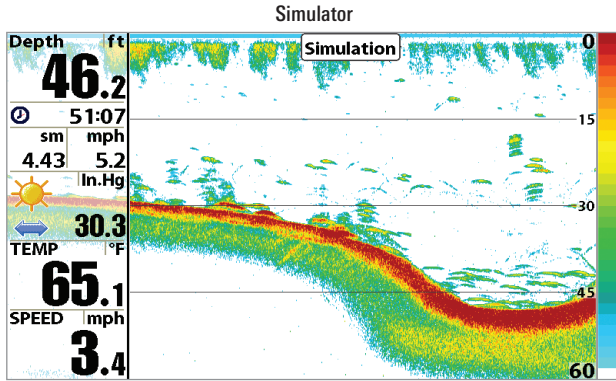 Simulator
Depth ft
46.2
51:07
sm mph
4.43 5.2
In.Hg
30.3
TEMP °F
65.1
SPEED mph
3.4
Simulation
0
15
30
45
60